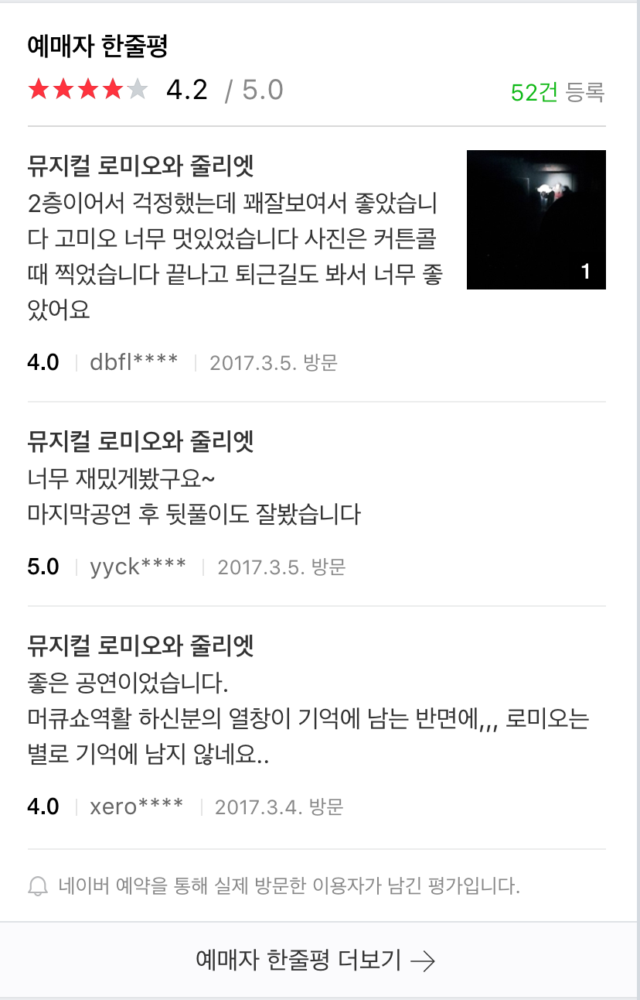 예매자 한줄평
4.2 / 5.0
52건 등록
뮤지컬 로미오와 줄리엣
2층이어서 걱정했는데 꽤잘보여서 좋았습니
다 고미오 너무 멋있었습니다 사진은 커튼콜
때 찍었습니다 끝나고 퇴근길도 봐서 너무 좋
았어요
1
4.0 dbfl**** 2017.3.5. 방문
뮤지컬 로미오와 줄리엣
너무 재밌게봤구요~
마지막공연 후 뒷풀이도 잘봤습니다
5.0 yyck**** 2017.3.5. 방문
뮤지컬 로미오와 줄리엣
좋은 공연이었습니다.
머큐쇼역활 하신분의 열창이 기억에 남는 반면에,,, 로미오는
별로 기억에 남지 않네요..
4.0 xero**** 2017.3.4. 방문
네이버 예약을 통해 실제 방문한 이용자가 남긴 평가입니다.
예매자 한줄평 더보기 →